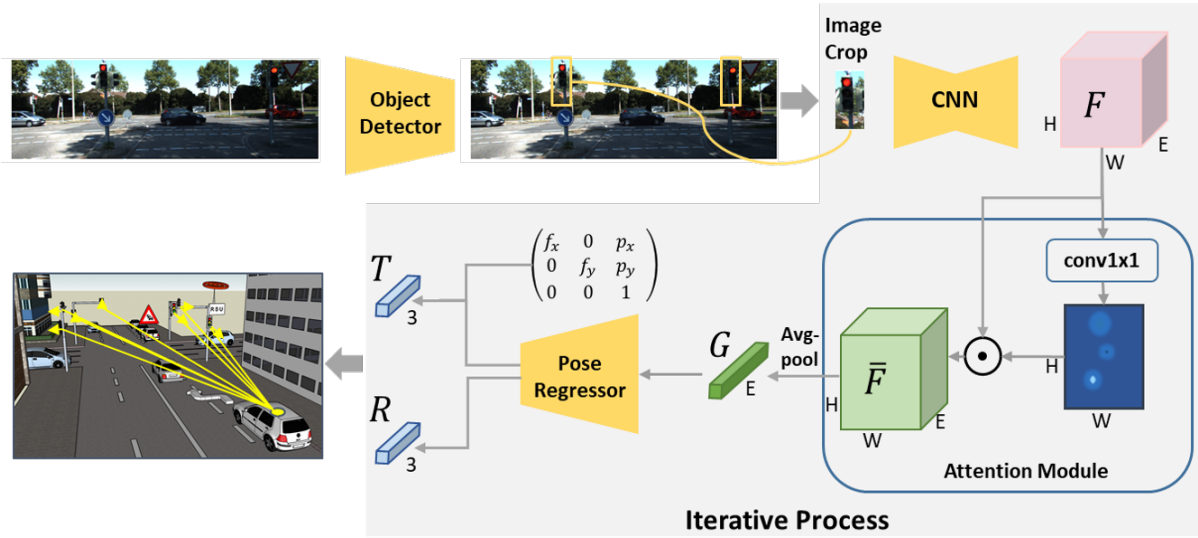 Image
Crop
Object
Detector
CNN
F
H
W
E
conv1x1
H
W
F̅
H
W
E
Attention Module
Avg-
pool
G
E
Pose
Regressor
f_x 0 p_x
0 f_y p_y
0 0 1
T
3
R
3
RSU
Iterative Process